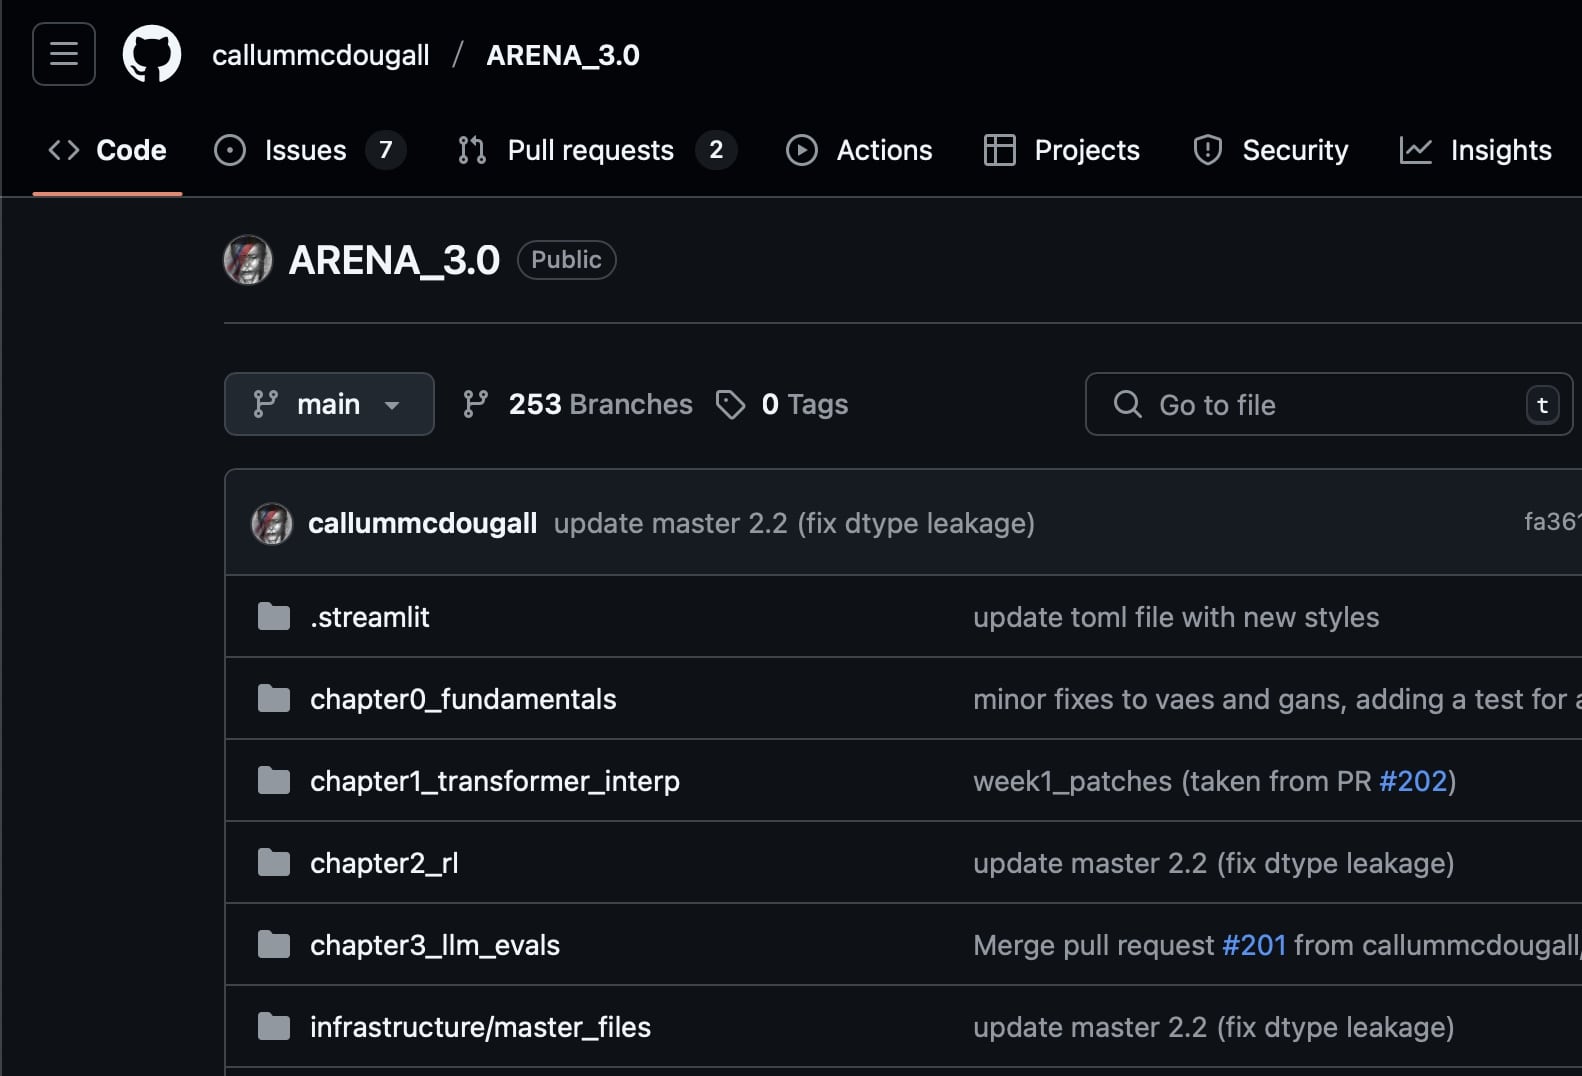 callummcdougall / ARENA_3.0
Code Issues 7 Pull requests 2 Actions Projects Security Insights
ARENA_3.0 Public
main 253 Branches 0 Tags Go to file t
callummcdougall update master 2.2 (fix dtype leakage) fa361
.streamlit update toml file with new styles
chapter0_fundamentals minor fixes to vaes and gans, adding a test for
chapter1_transformer_interp week1_patches (taken from PR #202)
chapter2_rl update master 2.2 (fix dtype leakage)
chapter3_llm_evals Merge pull request #201 from callummcdougall/
infrastructure/master_files update master 2.2 (fix dtype leakage)